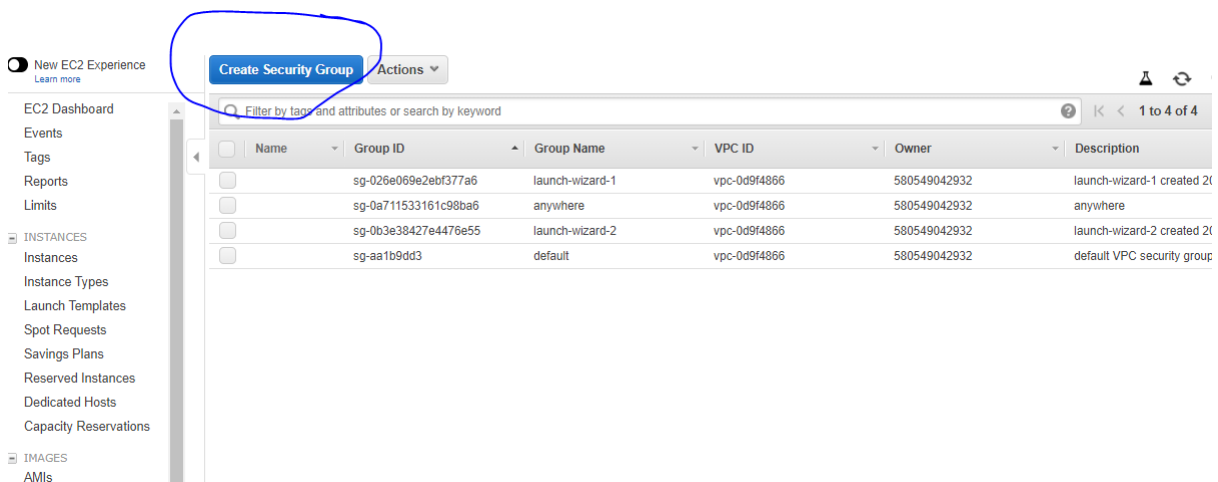 New EC2 Experience
Learn more
EC2 Dashboard
Events
Tags
Reports
Limits
INSTANCES
Instances
Instance Types
Launch Templates
Spot Requests
Savings Plans
Reserved Instances
Dedicated Hosts
Capacity Reservations
IMAGES
AMIs
Create Security Group Actions
Filter by tags and attributes or search by keyword
1 to 4 of 4
Name Group ID Group Name VPC ID Owner Description
sg-026e069e2ebf377a6 launch-wizard-1 vpc-0d9f4866 580549042932 launch-wizard-1 created 20
sg-0a711533161c98ba6 anywhere vpc-0d9f4866 580549042932 anywhere
sg-0b3e38427e4476e55 launch-wizard-2 vpc-0d9f4866 580549042932 launch-wizard-2 created 20
sg-aa1b9dd3 default vpc-0d9f4866 580549042932 default VPC security group